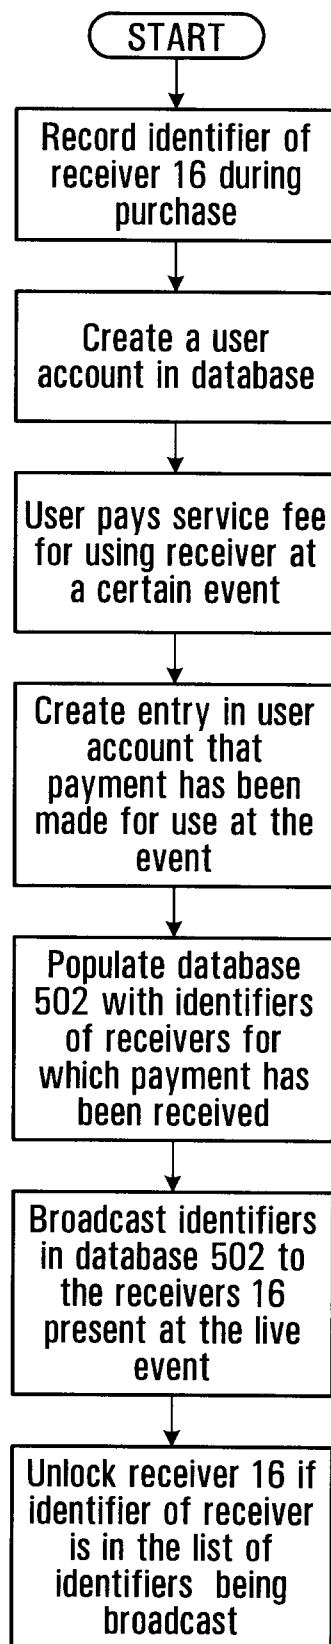 START
Record identifier of
receiver 16 during
purchase
Create a user
account in database
User pays service fee
for using receiver at
a certain event
Create entry in user
account that
payment has been
made for use at the
event
Populate database
502 with identifiers
of receivers for
which payment has
been received
Broadcast identifiers
in database 502 to
the receivers 16
present at the live
event
Unlock receiver 16 if
identifier of receiver
is in the list of
identifiers being
broadcast